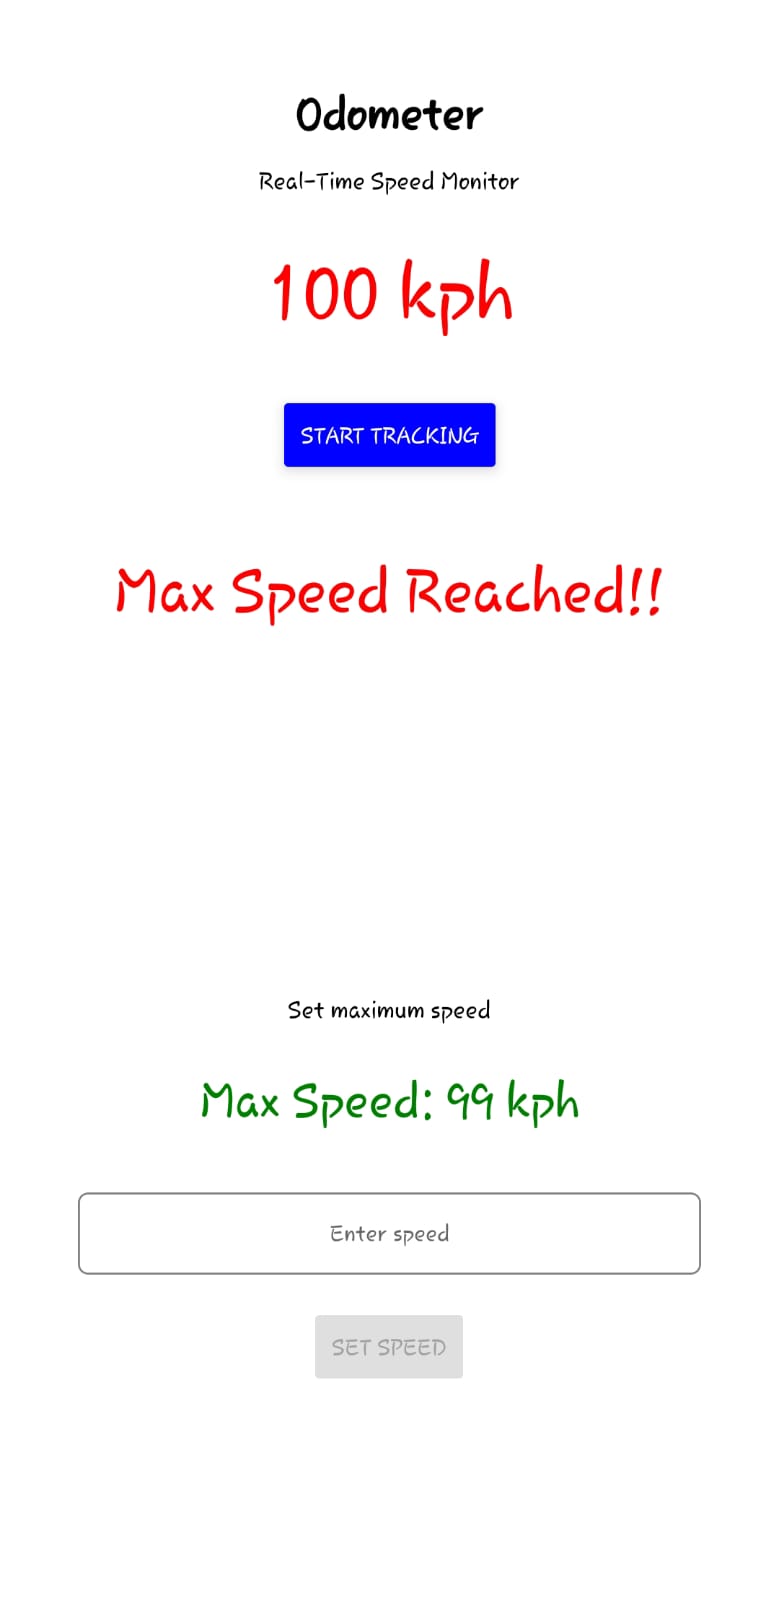 Odometer
Real-Time Speed Monitor
100 kph
START TRACKING
Max Speed Reached!!
Set maximum speed
Max Speed: 99 kph
Enter speed
SET SPEED